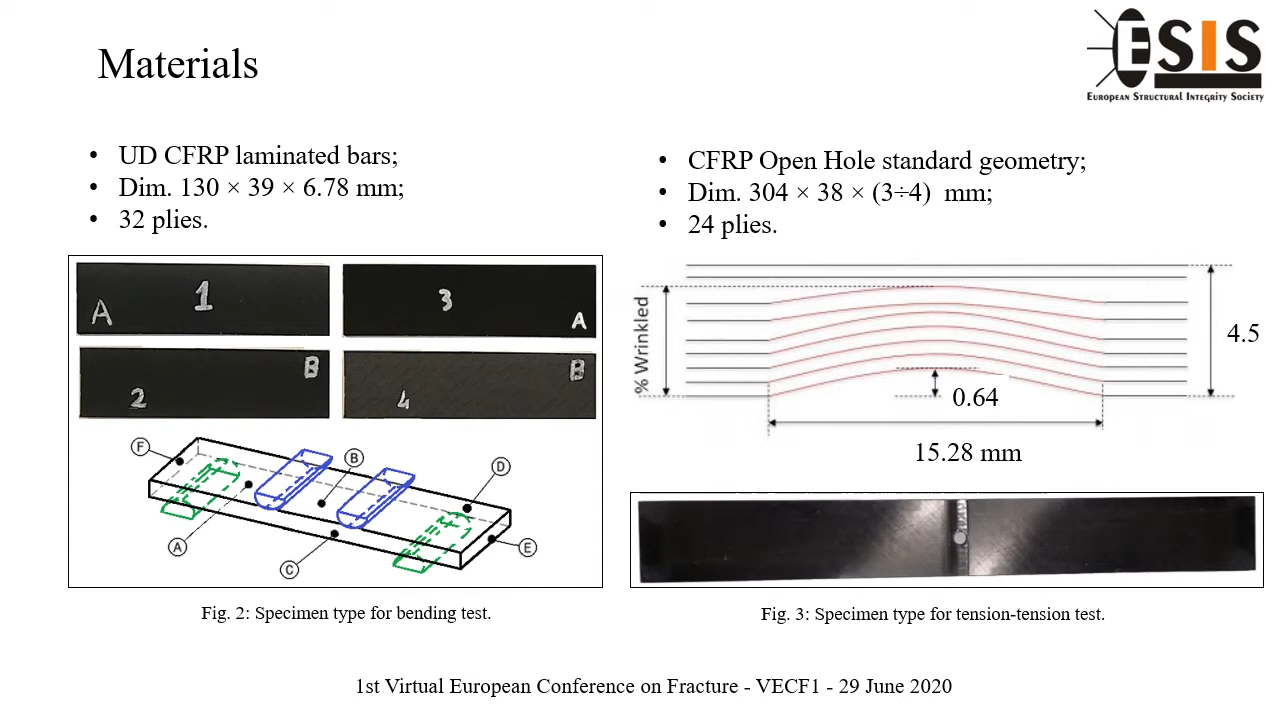 Materials
ESIS
European Structural Integrity Society
• UD CFRP laminated bars;
• Dim. 130 × 39 × 6.78 mm;
• 32 plies.
• CFRP Open Hole standard geometry;
• Dim. 304 × 38 × (3÷4) mm;
• 24 plies.
A 1
3 A
2 B
4 B
F
B
D
A
C
E
% Wrinkled
4.5
0.64
15.28 mm
Fig. 2: Specimen type for bending test.
Fig. 3: Specimen type for tension-tension test.
1st Virtual European Conference on Fracture - VECF1 - 29 June 2020